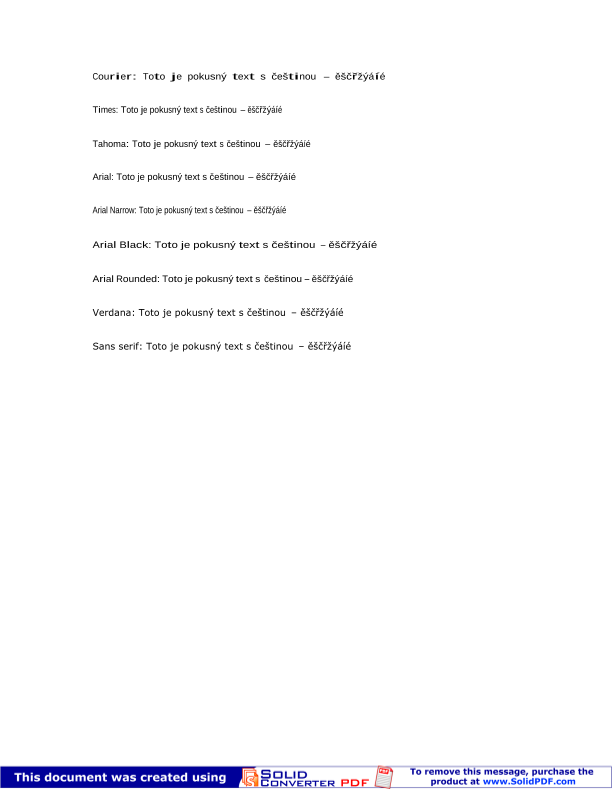 Courier: Toto je pokusný text s češtinou – ěščřžýáíé
Times: Toto je pokusný text s češtinou – ěščřžýáíé
Tahoma: Toto je pokusný text s češtinou – ěščřžýáíé
Arial: Toto je pokusný text s češtinou – ěščřžýáíé
Arial Narrow: Toto je pokusný text s češtinou – ěščřžýáíé
Arial Black: Toto je pokusný text s češtinou – ěščřžýáíé
Arial Rounded: Toto je pokusný text s češtinou – ěščřžýáíé
Verdana: Toto je pokusný text s češtinou – ěščřžýáíé
Sans serif: Toto je pokusný text s češtinou – ěščřžýáíé
This document was created using
SOLID
CONVERTER PDF
PDF
To remove this message, purchase the
product at www.SolidPDF.com